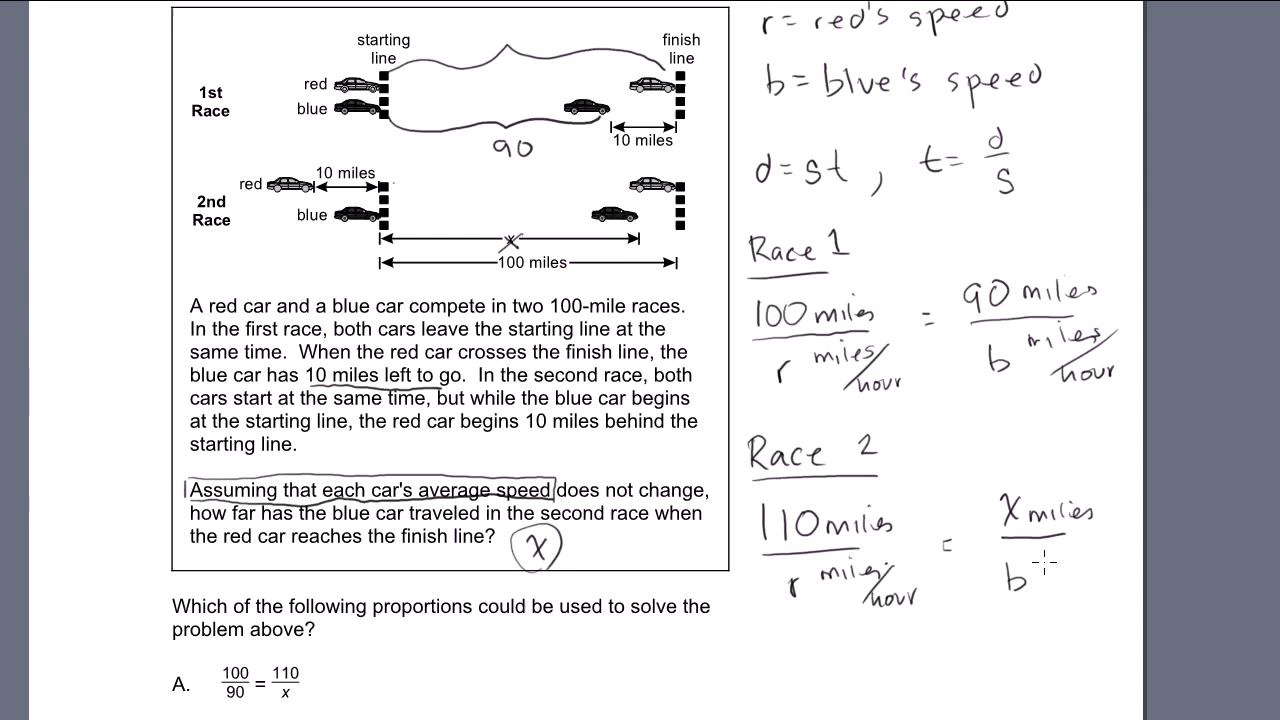 starting line
finish line
red
blue
1st Race
90
10 miles
red
10 miles
2nd Race
blue
x
100 miles
A red car and a blue car compete in two 100-mile races.
In the first race, both cars leave the starting line at the
same time. When the red car crosses the finish line, the
blue car has 10 miles left to go. In the second race, both
cars start at the same time, but while the blue car begins
at the starting line, the red car begins 10 miles behind the
starting line.
Assuming that each car's average speed does not change,
how far has the blue car traveled in the second race when
the red car reaches the finish line?
x
Which of the following proportions could be used to solve the
problem above?
A. 100/90 = 110/x
r = red's speed
b = blue's speed
d = st, t = d/s
Race 1
100 miles / r miles/hour = 90 miles / b miles/hour
Race 2
110 miles / r miles/hour = x miles / b